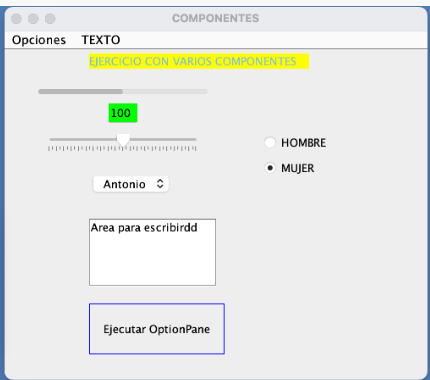 COMPONENTES
Opciones TEXTO
EJERCICIO CON VARIOS COMPONENTES
100
HOMBRE
MUJER
Antonio
Area para escribirdd
Ejecutar OptionPane